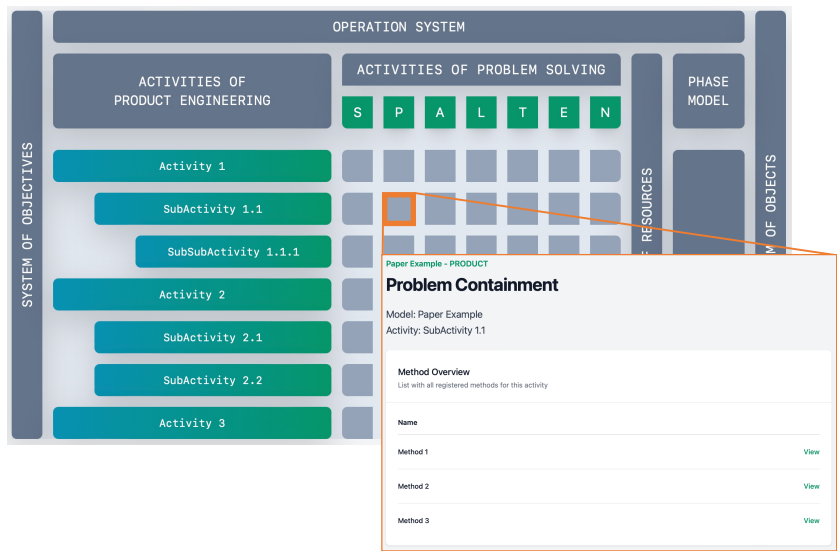 OPERATION SYSTEM
SYSTEM OF OBJECTIVES
ACTIVITIES OF
PRODUCT ENGINEERING
ACTIVITIES OF PROBLEM SOLVING
S P A L T E N
RESOURCES
PHASE
MODEL
OF OBJECTS
Activity 1
SubActivity 1.1
SubSubActivity 1.1.1
Activity 2
SubActivity 2.1
SubActivity 2.2
Activity 3
Paper Example - PRODUCT
Problem Containment
Model: Paper Example
Activity: SubActivity 1.1
Method Overview
List with all registered methods for this activity
Name
Method 1 View
Method 2 View
Method 3 View